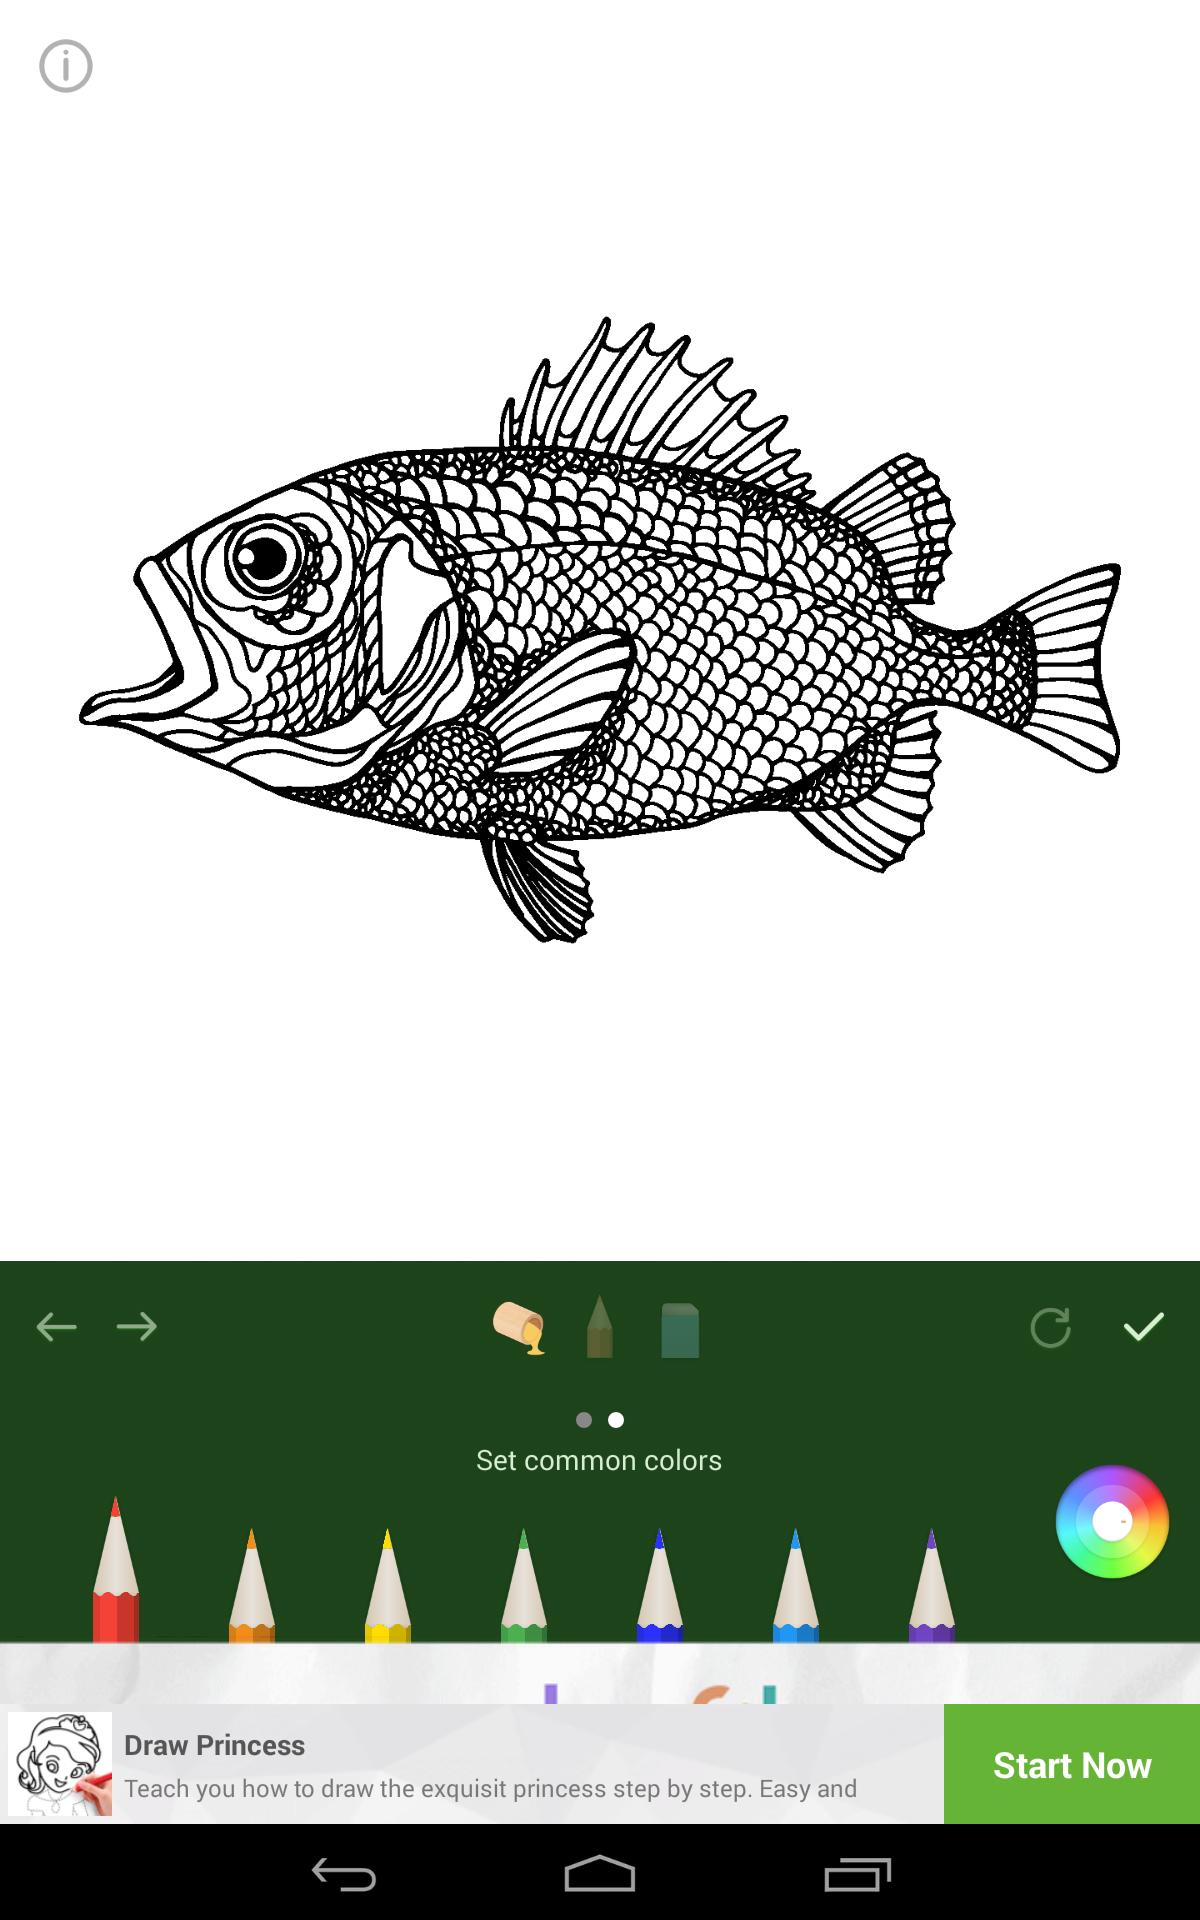 Set common colors
Draw Princess
Teach you how to draw the exquisit princess step by step. Easy and
Start Now